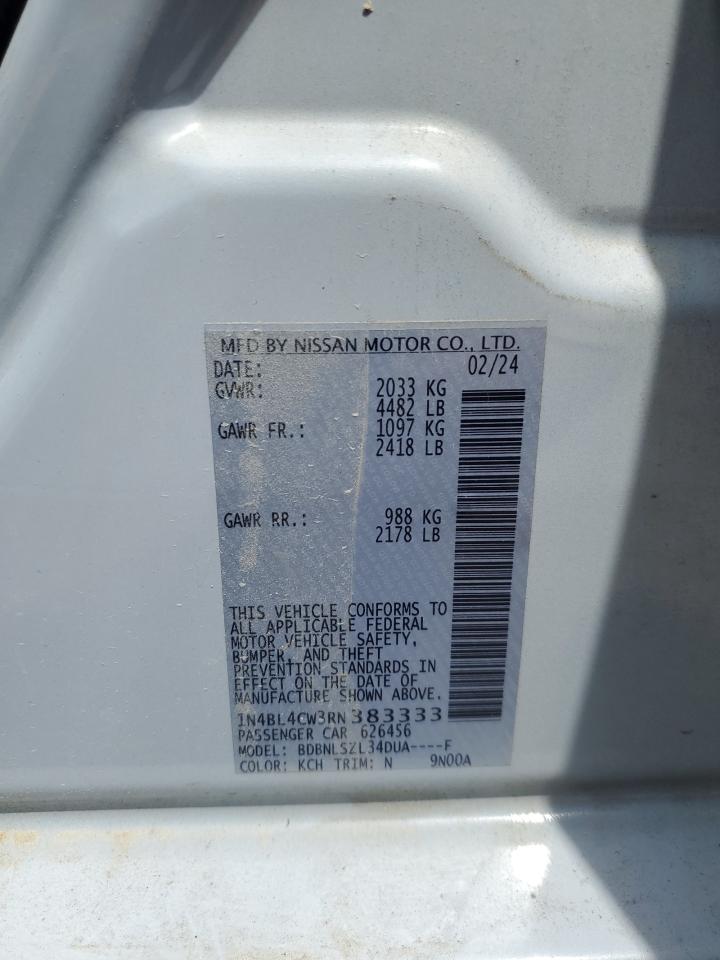 MFD BY NISSAN MOTOR CO., LTD.
DATE: 02/24
GVWR: 2033 KG
4482 LB
GAWR FR.: 1097 KG
2418 LB
GAWR RR.: 988 KG
2178 LB
THIS VEHICLE CONFORMS TO
ALL APPLICABLE FEDERAL
MOTOR VEHICLE SAFETY,
BUMPER, AND THEFT
PREVENTION STANDARDS IN
EFFECT ON THE DATE OF
MANUFACTURE SHOWN ABOVE.
1N4BL4CW3RN383333
PASSENGER CAR 626456
MODEL: BDBNLSZL34DUA----F
COLOR: KCH TRIM: N 9N00A